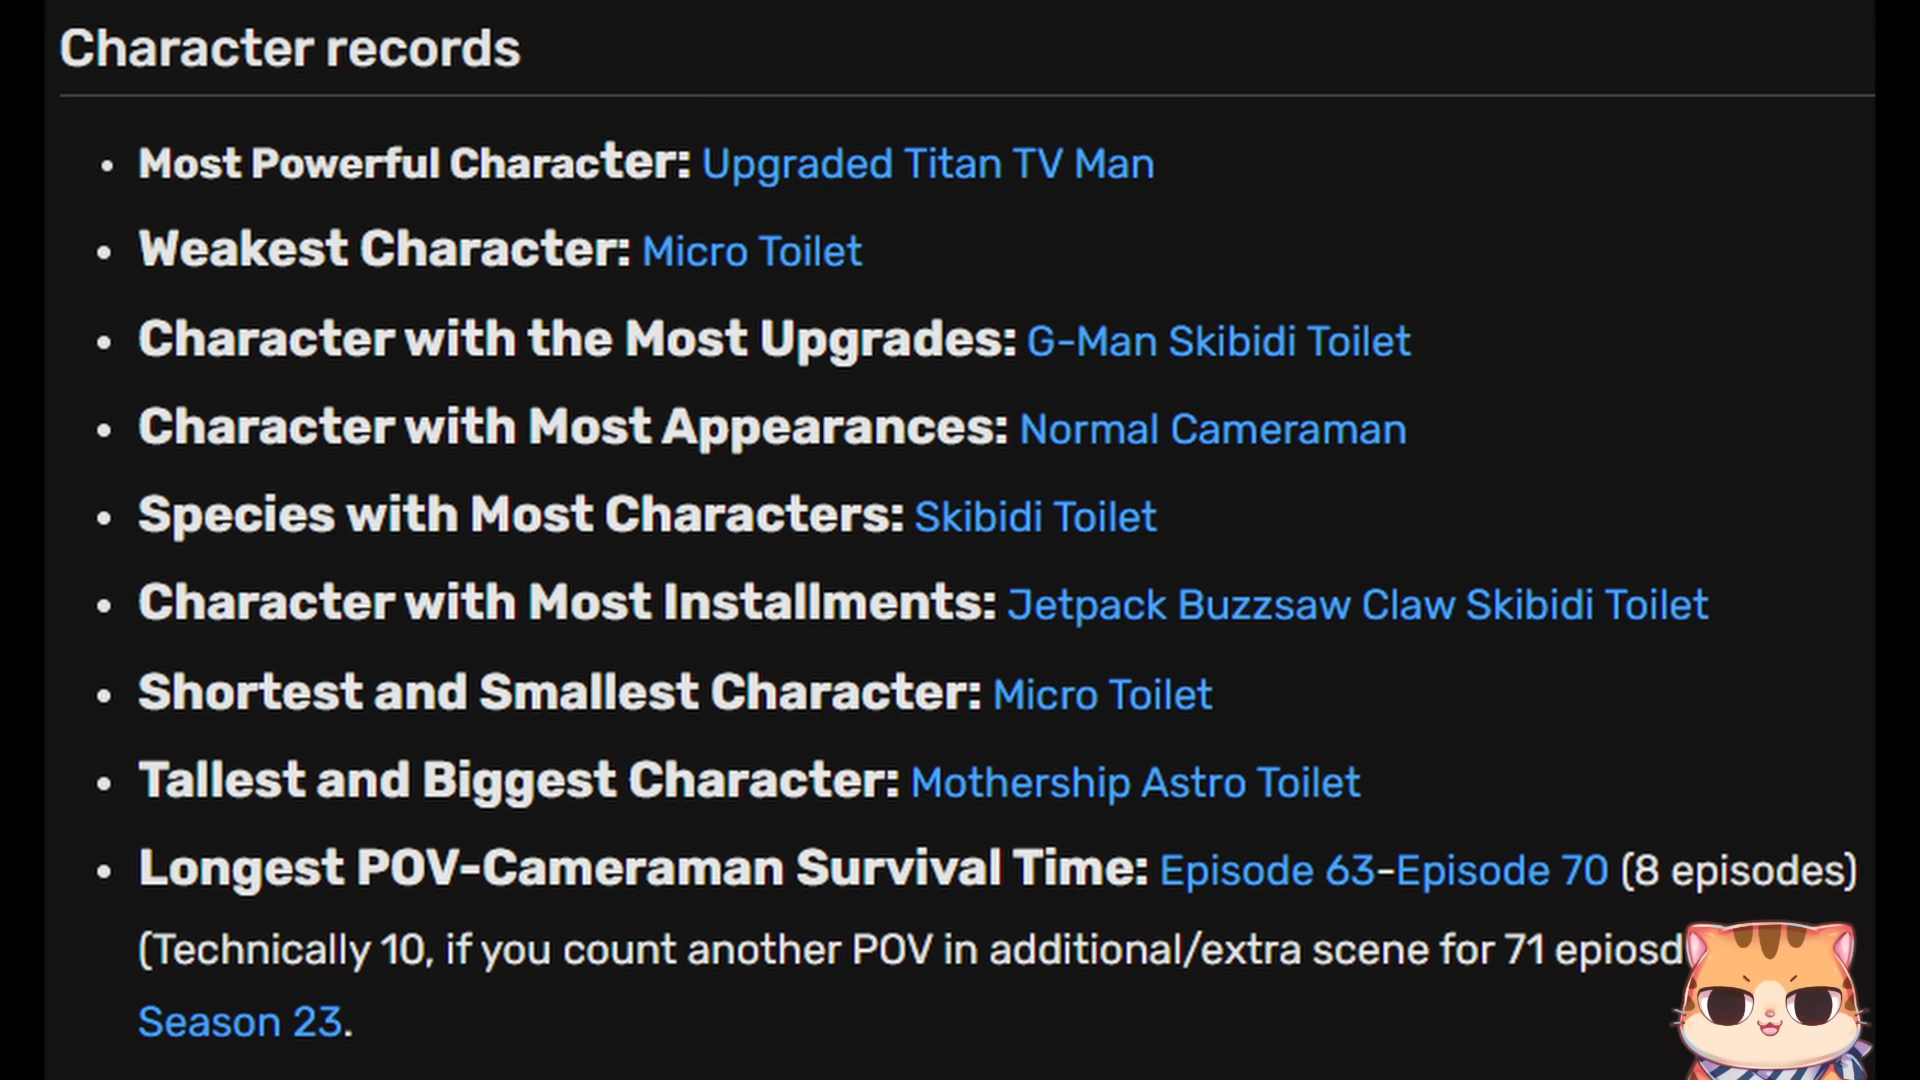 Character records
• Most Powerful Character: Upgraded Titan TV Man
• Weakest Character: Micro Toilet
• Character with the Most Upgrades: G-Man Skibidi Toilet
• Character with Most Appearances: Normal Cameraman
• Species with Most Characters: Skibidi Toilet
• Character with Most Installments: Jetpack Buzzsaw Claw Skibidi Toilet
• Shortest and Smallest Character: Micro Toilet
• Tallest and Biggest Character: Mothership Astro Toilet
• Longest POV-Cameraman Survival Time: Episode 63-Episode 70 (8 episodes)
(Technically 10, if you count another POV in additional/extra scene for 71 epiosd
Season 23.